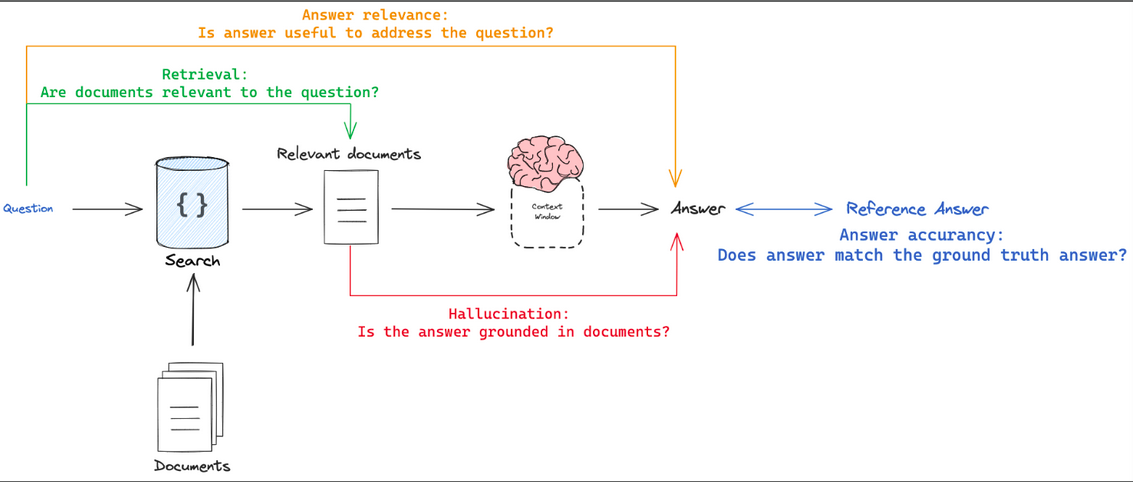 Answer relevance:
Is answer useful to address the question?
Retrieval:
Are documents relevant to the question?
Relevant documents
Question
{}
Search
Context
Window
Answer
Reference Answer
Answer accurancy:
Does answer match the ground truth answer?
Hallucination:
Is the answer grounded in documents?
Documents